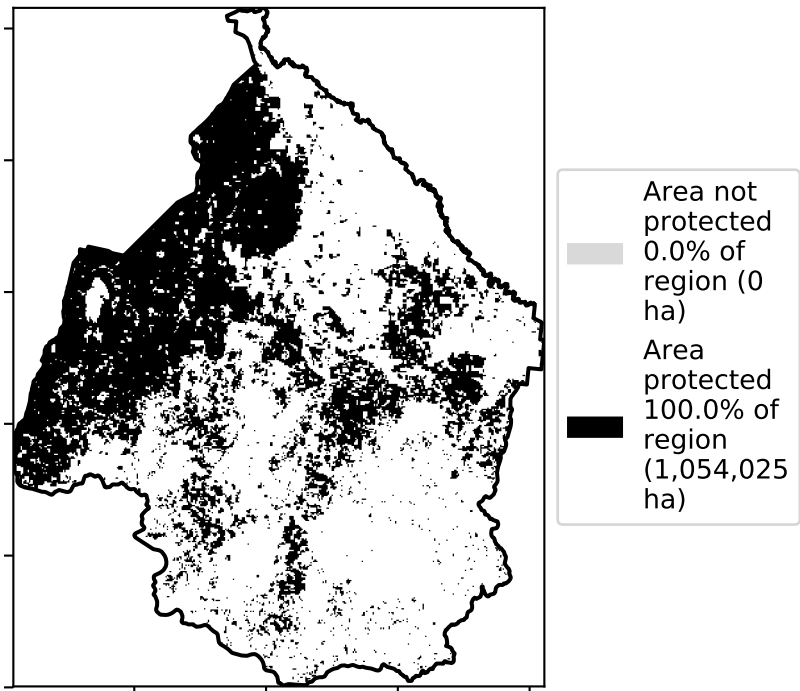 Area not
protected
0.0% of
region (0
ha)
Area
protected
100.0% of
region
(1,054,025
ha)